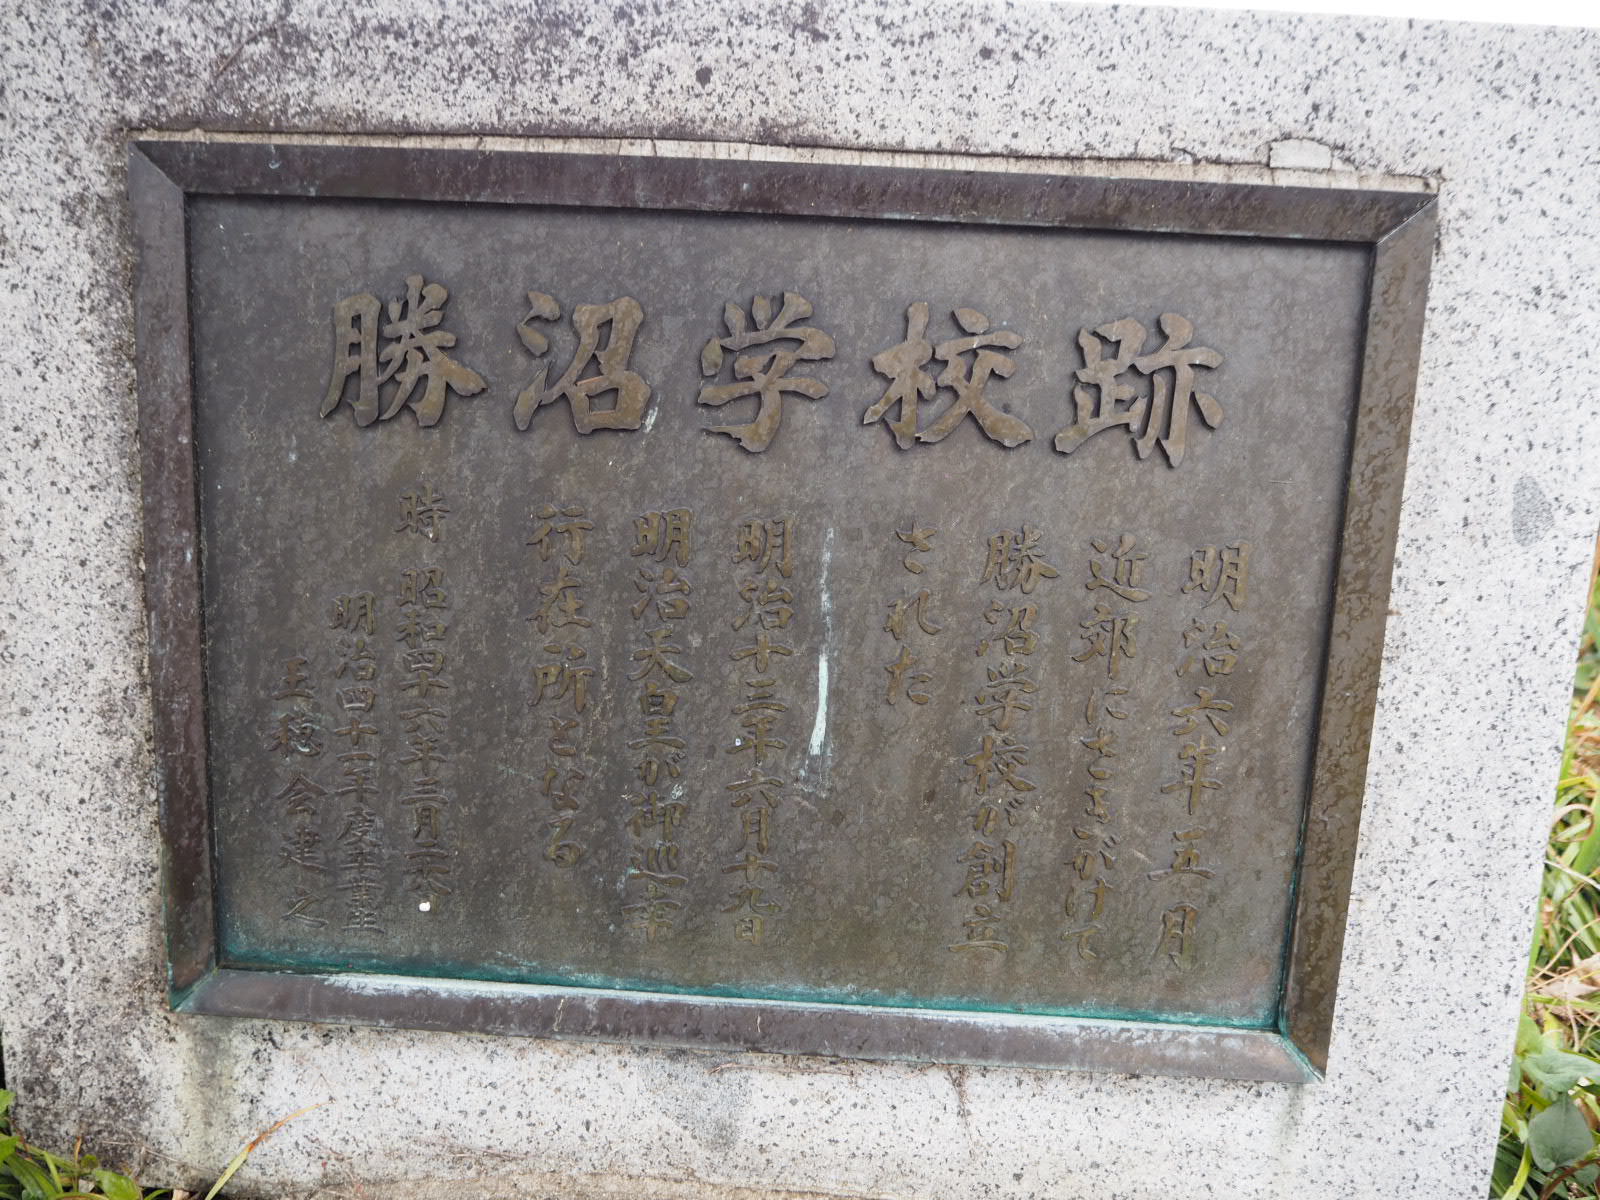 勝沼学校跡
明治六年五月
近郊にさきがけて
勝沼学校が創立
された
明治十三年六月十九日
明治天皇が御巡幸
行在所となる
時 昭和四十六年三月二十八日
明治四十一年度卒業生
玉穂会建之